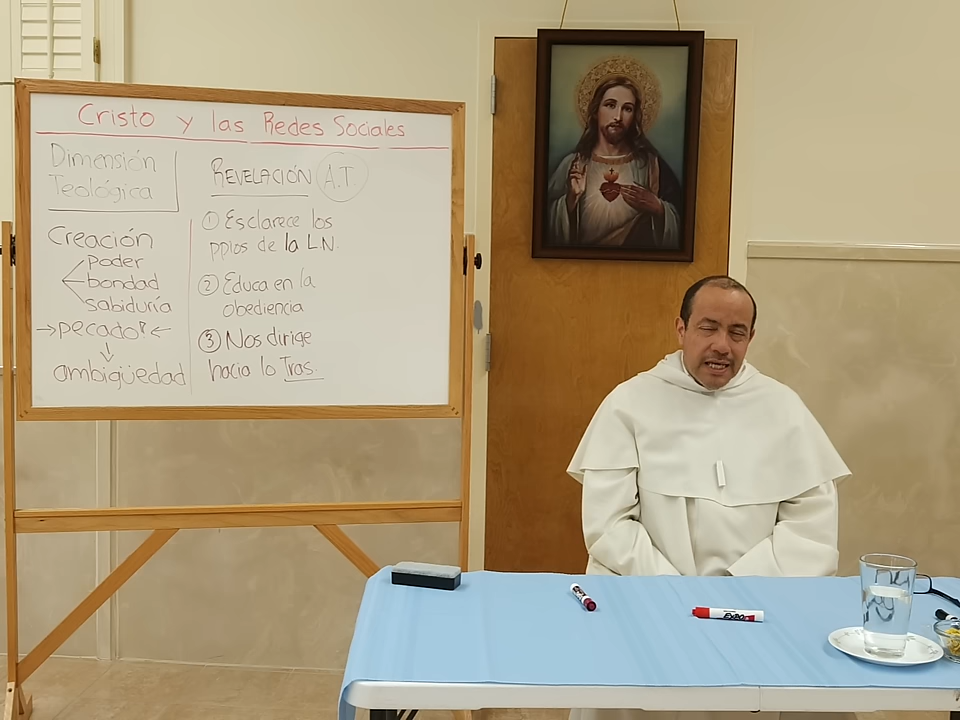 Cristo y las Redes Sociales
Dimensión
Teológica
Creación
poder
bondad
sabiduría
→pecado?←
ambigüedad
REVELACIÓN A.T.
① Esclarece los
ppios de la L.N.
② Educa en la
obediencia
③ Nos dirige
hacia lo Tras.
EXPO